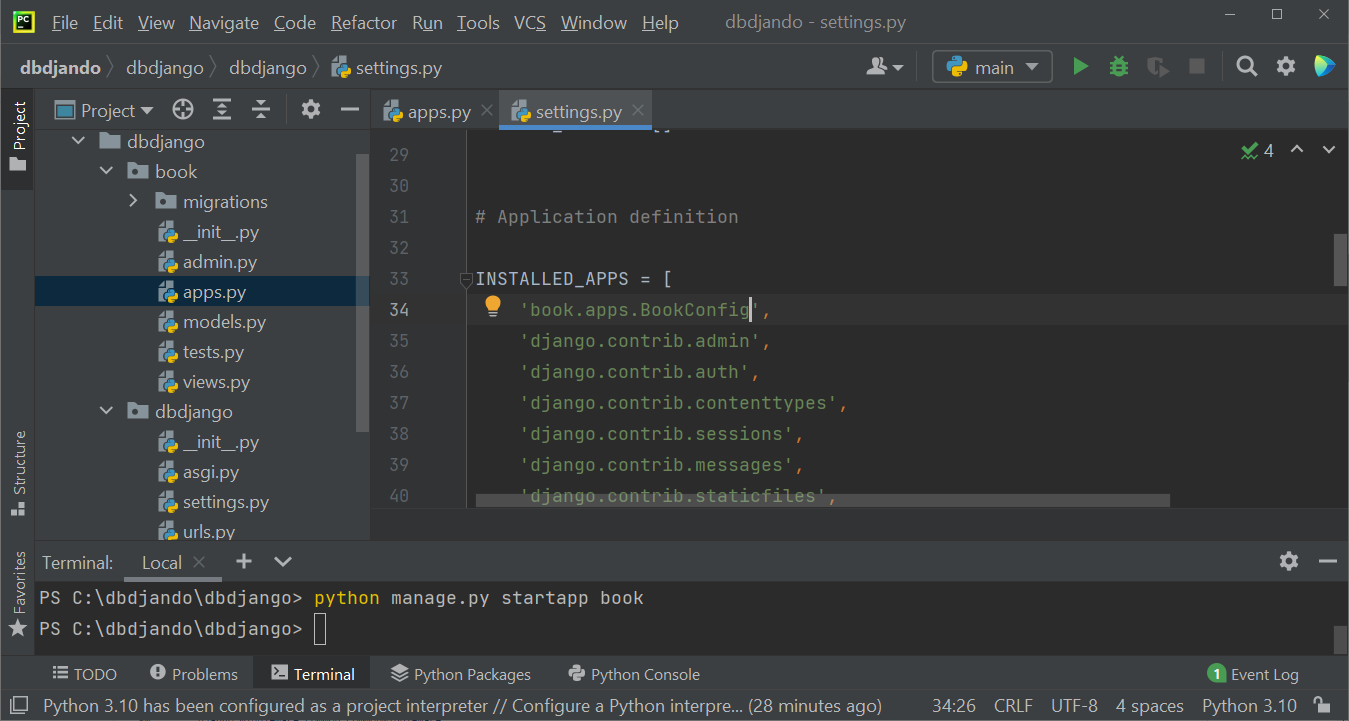 PC File Edit View Navigate Code Refactor Run Tools VCS Window Help dbdjando - settings.py
dbdjando dbdjango dbdjango settings.py main
Project
Project
dbdjango
book
migrations
__init__.py
admin.py
apps.py
models.py
tests.py
views.py
dbdjango
__init__.py
asgi.py
settings.py
urls.py
Structure
Favorites
apps.py settings.py
4
29
30
31 # Application definition
32
33 INSTALLED_APPS = [
34 'book.apps.BookConfig',
35 'django.contrib.admin',
36 'django.contrib.auth',
37 'django.contrib.contenttypes',
38 'django.contrib.sessions',
39 'django.contrib.messages',
40 'django.contrib.staticfiles',
Terminal: Local
PS C:\dbdjando\dbdjango> python manage.py startapp book
PS C:\dbdjando\dbdjango>
TODO Problems Terminal Python Packages Python Console 1 Event Log
Python 3.10 has been configured as a project interpreter // Configure a Python interpre... (28 minutes ago) 34:26 CRLF UTF-8 4 spaces Python 3.10